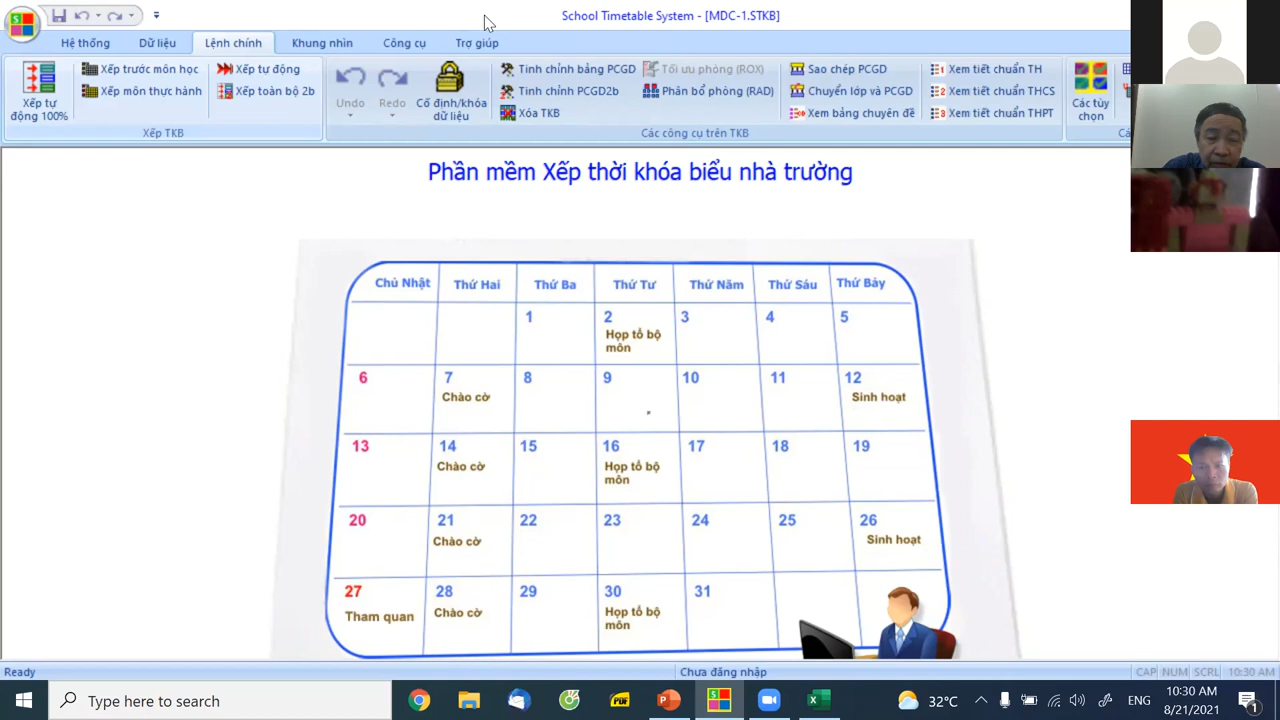 School Timetable System - [MDC-1.STKB]
Hệ thống Dữ liệu Lệnh chính Khung nhìn Công cụ Trợ giúp
Xếp tự động 100%
Xếp trước môn học
Xếp môn thực hành
Xếp tự động
Xếp toàn bộ 2b
Xếp TKB
Undo
Redo
Cố định/khóa dữ liệu
Tinh chỉnh bảng PCGD
Tinh chỉnh PCGD2b
Xóa TKB
Tối ưu phòng (RBX)
Phân bổ phòng (RAD)
Sao chép PCGD
Chuyển lớp và PCGD
Xem bảng chuyên đề
Xem tiết chuẩn TH
Xem tiết chuẩn THCS
Xem tiết chuẩn THPT
Các công cụ trên TKB
Các tùy chọn
Phần mềm Xếp thời khóa biểu nhà trường
Chủ Nhật Thứ Hai Thứ Ba Thứ Tư Thứ Năm Thứ Sáu Thứ Bảy
1 2 3 4 5
Họp tổ bộ môn
6 7 8 9 10 11 12
Chào cờ Sinh hoạt
13 14 15 16 17 18 19
Chào cờ Họp tổ bộ môn
20 21 22 23 24 25 26
Chào cờ Sinh hoạt
27 28 29 30 31
Tham quan Chào cờ Họp tổ bộ môn
Ready Chưa đăng nhập CAP NUM SCRL 10:30 AM
Type here to search
32°C ENG
10:30 AM
8/21/2021
1